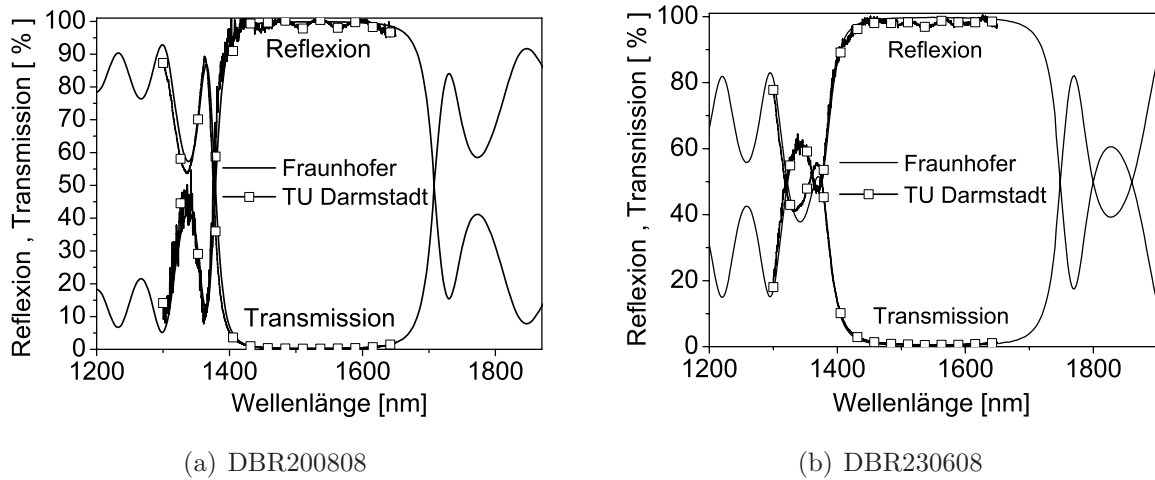 Reflexion , Transmission [ % ]
100
90
80
70
60
50
40
30
20
10
0
Reflexion
Fraunhofer
TU Darmstadt
Transmission
1200 1400 1600 1800
Wellenlänge [nm]
(a) DBR200808
Reflexion, Transnission [ %]
100
80
60
40
20
0
Reflexion
Fraunhofer
TU Darmstadt
Transmission
1200 1400 1600 1800
Wellenlänge [nm]
(b) DBR230608